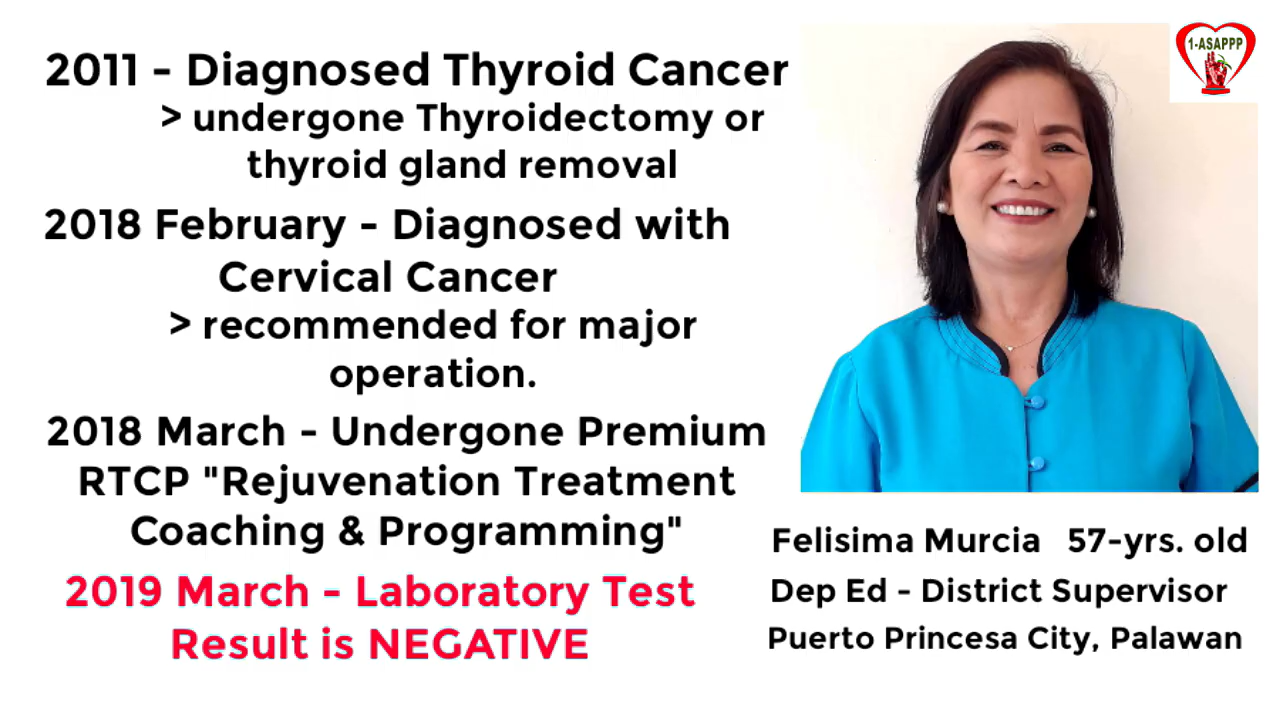 2011 - Diagnosed Thyroid Cancer
> undergone Thyroidectomy or
thyroid gland removal
2018 February - Diagnosed with
Cervical Cancer
> recommended for major
operation.
2018 March - Undergone Premium
RTCP "Rejuvenation Treatment
Coaching & Programming"
2019 March - Laboratory Test
Result is NEGATIVE
1-ASAPPP
Felisima Murcia 57-yrs. old
Dep Ed - District Supervisor
Puerto Princesa City, Palawan